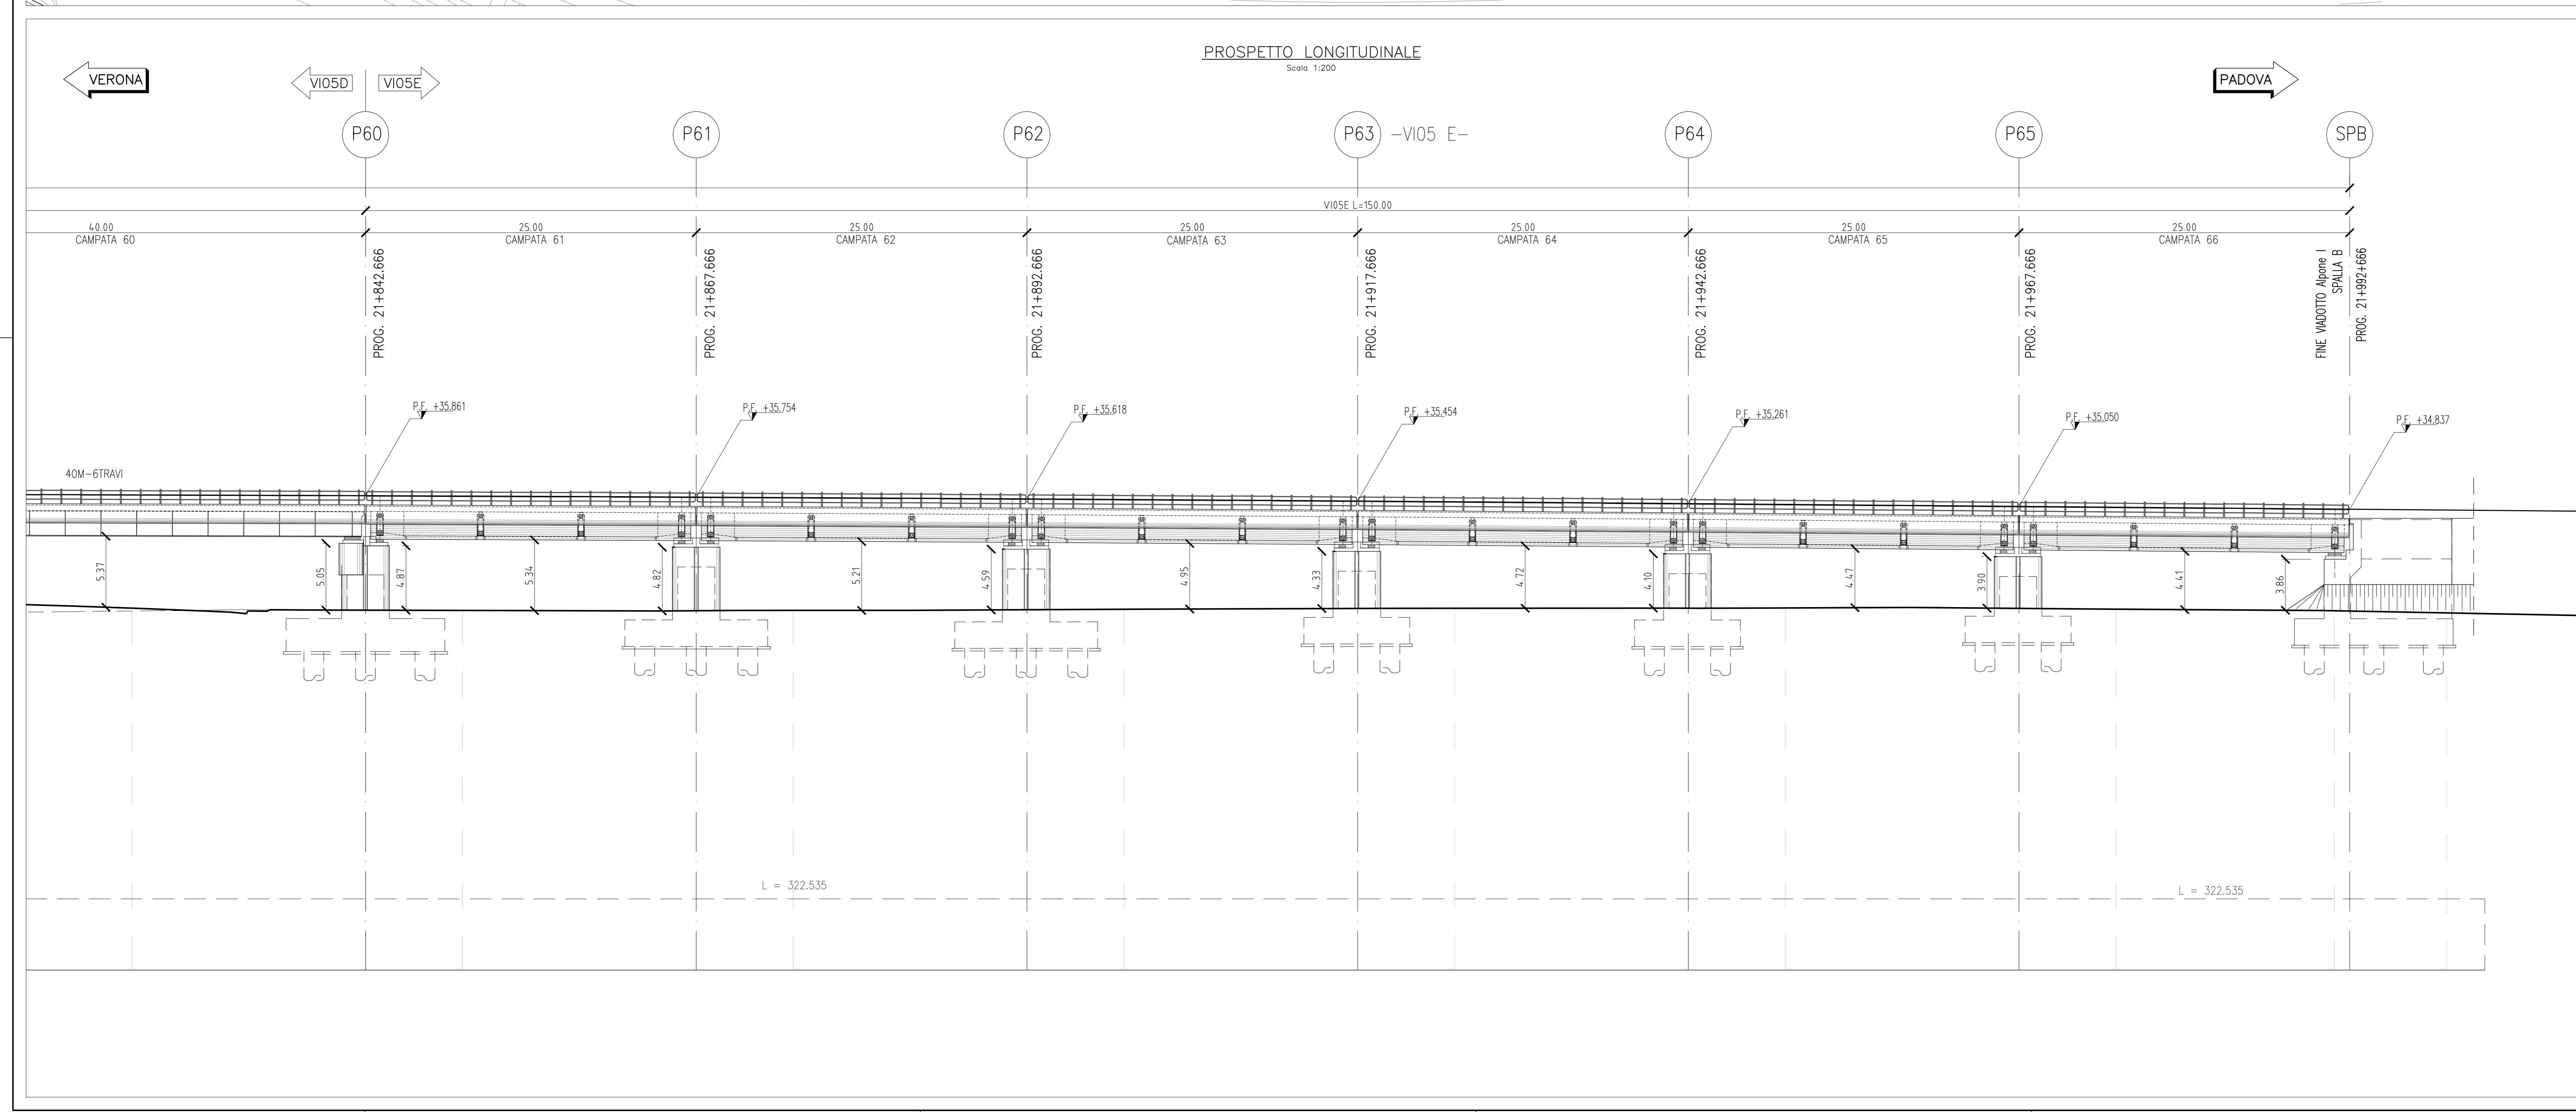 PROSPETTO LONGITUDINALE
Scala 1:200
VERONA
VI05D
VI05E
PADOVA
P60
P61
P62
P63
-VI05 E-
P64
P65
SPB
VI05E L=150.00
40.00
CAMPATA 60
25.00
CAMPATA 61
25.00
CAMPATA 62
25.00
CAMPATA 63
25.00
CAMPATA 64
25.00
CAMPATA 65
25.00
CAMPATA 66
PROG. 21+842.666
PROG. 21+867.666
PROG. 21+892.666
PROG. 21+917.666
PROG. 21+942.666
PROG. 21+967.666
FINE VIADOTTO Alpone I
SPALLA B
PROG. 21+992+666
P.F. +35.861
P.F. +35.754
P.F. +35.618
P.F. +35.454
P.F. +35.261
P.F. +35.050
P.F. +34.837
40M-6TRAVI
5.37
5.05
4.87
5.34
4.82
5.21
4.59
4.95
4.33
4.72
4.10
4.47
3.90
4.41
3.86
L = 322.535
L = 322.535